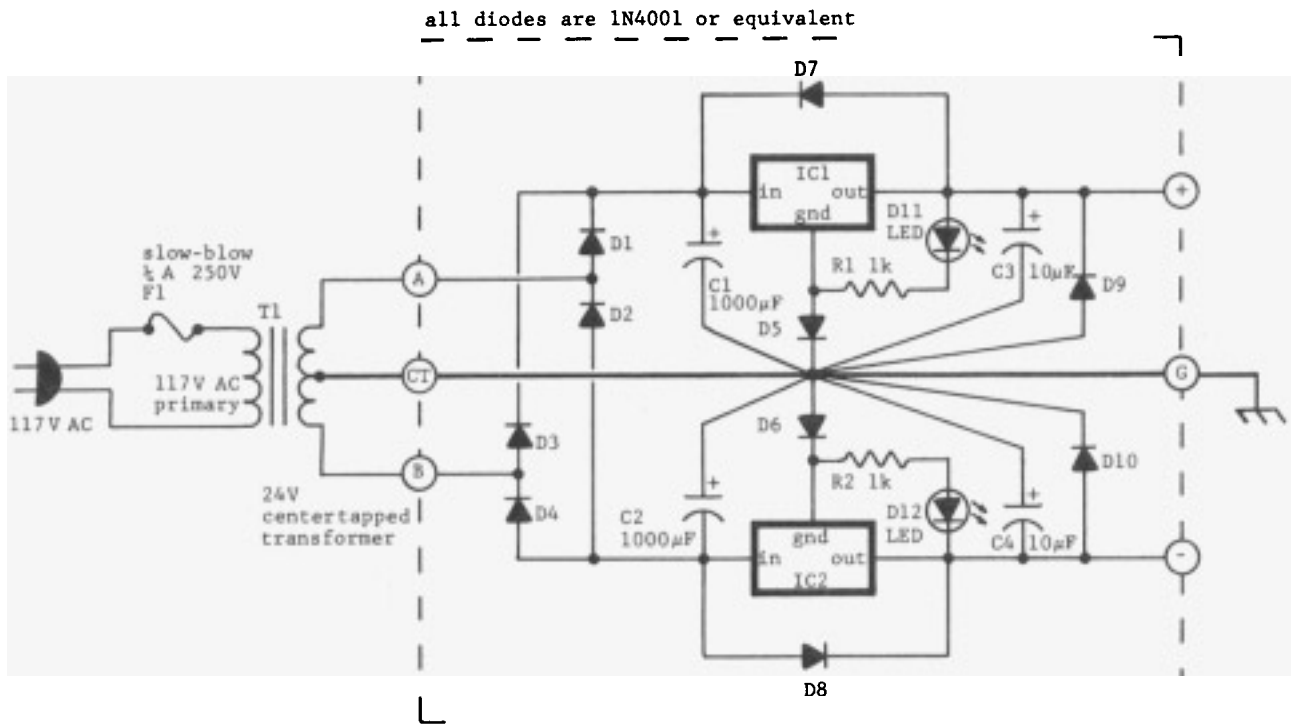 all diodes are 1N4001 or equivalent
D7
IC1
in
out
gnd
D11
LED
+
slow-blow
½ A 250V
F1
T1
A
D1
D2
+
C1
1000µF
R1 1k
D5
+
C3
10µF
D9
117V AC
117V AC
primary
CT
G
D3
D6
B
D4
24V
centertapped
transformer
+
C2
1000µF
R2 1k
D12
LED
+
C4
10µF
D10
gnd
in
out
IC2
-
D8